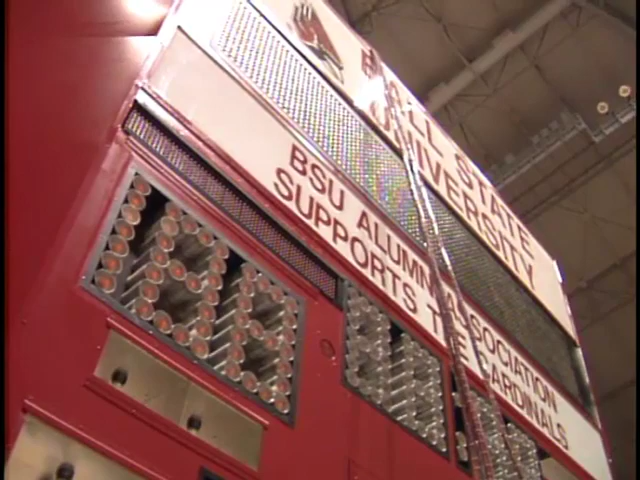 BALL STATE
UNIVERSITY
BSU ALUMNI ASSOCIATION
SUPPORTS THE CARDINALS